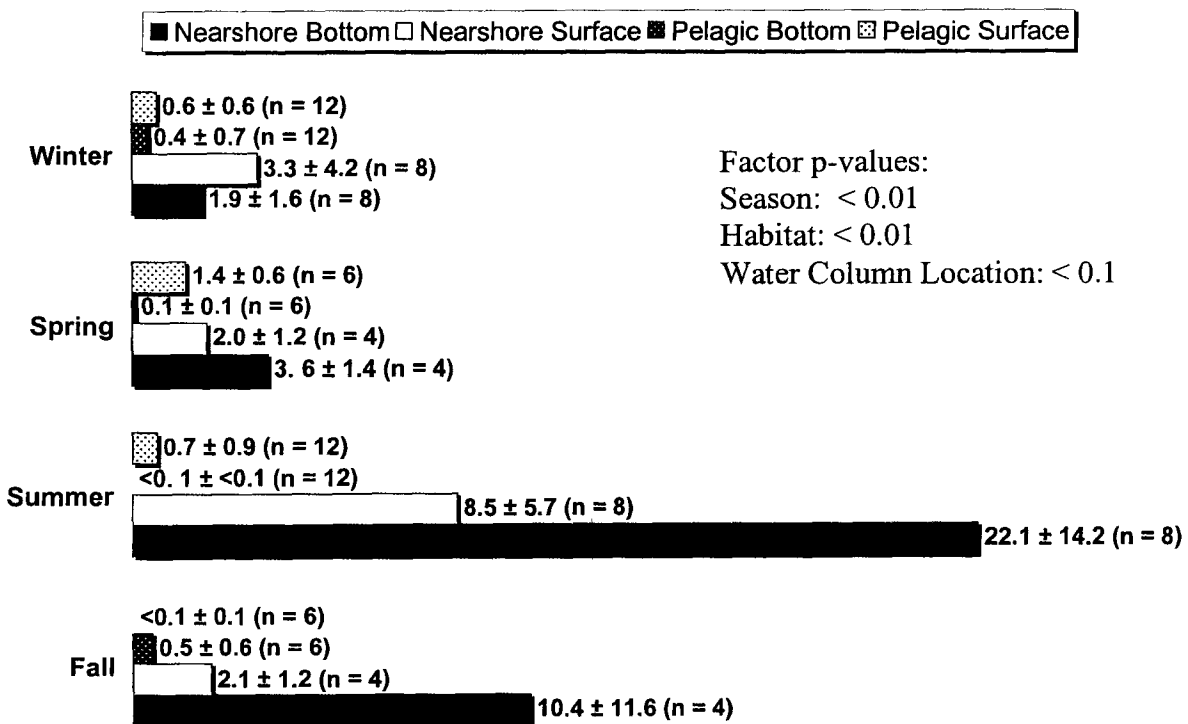 Nearshore Bottom Nearshore Surface Pelagic Bottom Pelagic Surface
Winter
0.6 ± 0.6 (n = 12)
0.4 ± 0.7 (n = 12)
3.3 ± 4.2 (n = 8)
1.9 ± 1.6 (n = 8)
Factor p-values:
Season: < 0.01
Habitat: < 0.01
Water Column Location: < 0.1
Spring
1.4 ± 0.6 (n = 6)
0.1 ± 0.1 (n = 6)
2.0 ± 1.2 (n = 4)
3. 6 ± 1.4 (n = 4)
Summer
0.7 ± 0.9 (n = 12)
<0. 1 ± <0.1 (n = 12)
8.5 ± 5.7 (n = 8)
22.1 ± 14.2 (n = 8)
Fall
<0.1 ± 0.1 (n = 6)
0.5 ± 0.6 (n = 6)
2.1 ± 1.2 (n = 4)
10.4 ± 11.6 (n = 4)